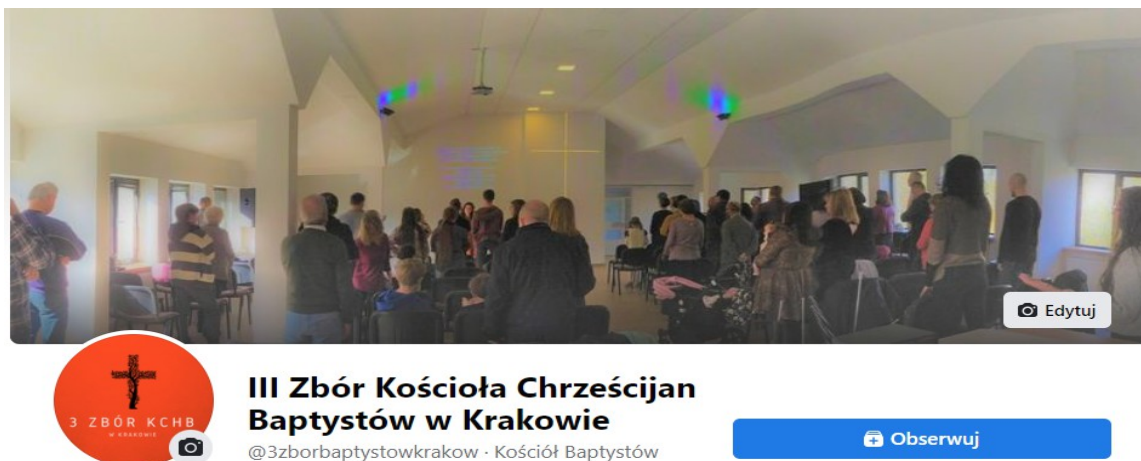 Edytuj
3 ZBÓR KCHB
W KRAKOWIE
III Zbór Kościoła Chrześcijan
Baptystów w Krakowie
@3zborbaptystowkrakow · Kościół Baptystów
Obserwuj